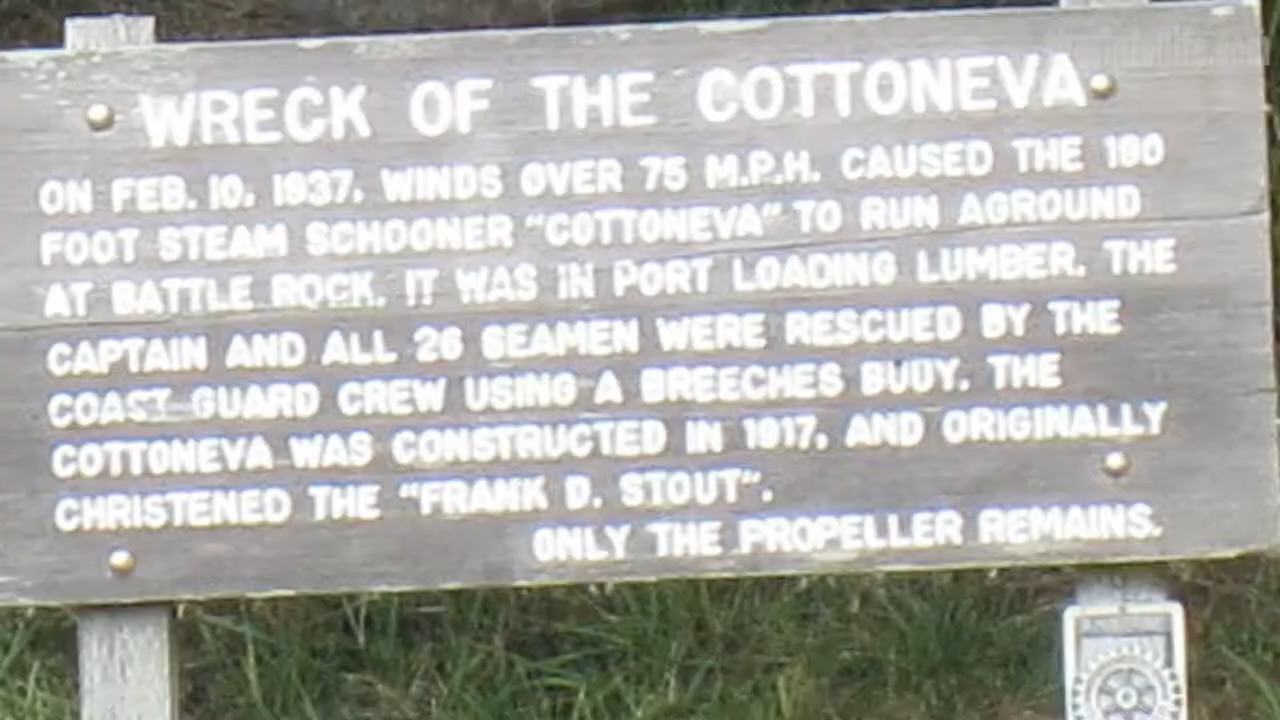 WRECK OF THE COTTONEVA
ON FEB. 10, 1937, WINDS OVER 75 M.P.H. CAUSED THE 190
FOOT STEAM SCHOONER "COTTONEVA" TO RUN AGROUND
AT BATTLE ROCK. IT WAS IN PORT LOADING LUMBER. THE
CAPTAIN AND ALL 26 SEAMEN WERE RESCUED BY THE
COAST GUARD CREW USING A BREECHES BUOY. THE
COTTONEVA WAS CONSTRUCTED IN 1917, AND ORIGINALLY
CHRISTENED THE "FRANK D. STOUT".
ONLY THE PROPELLER REMAINS.